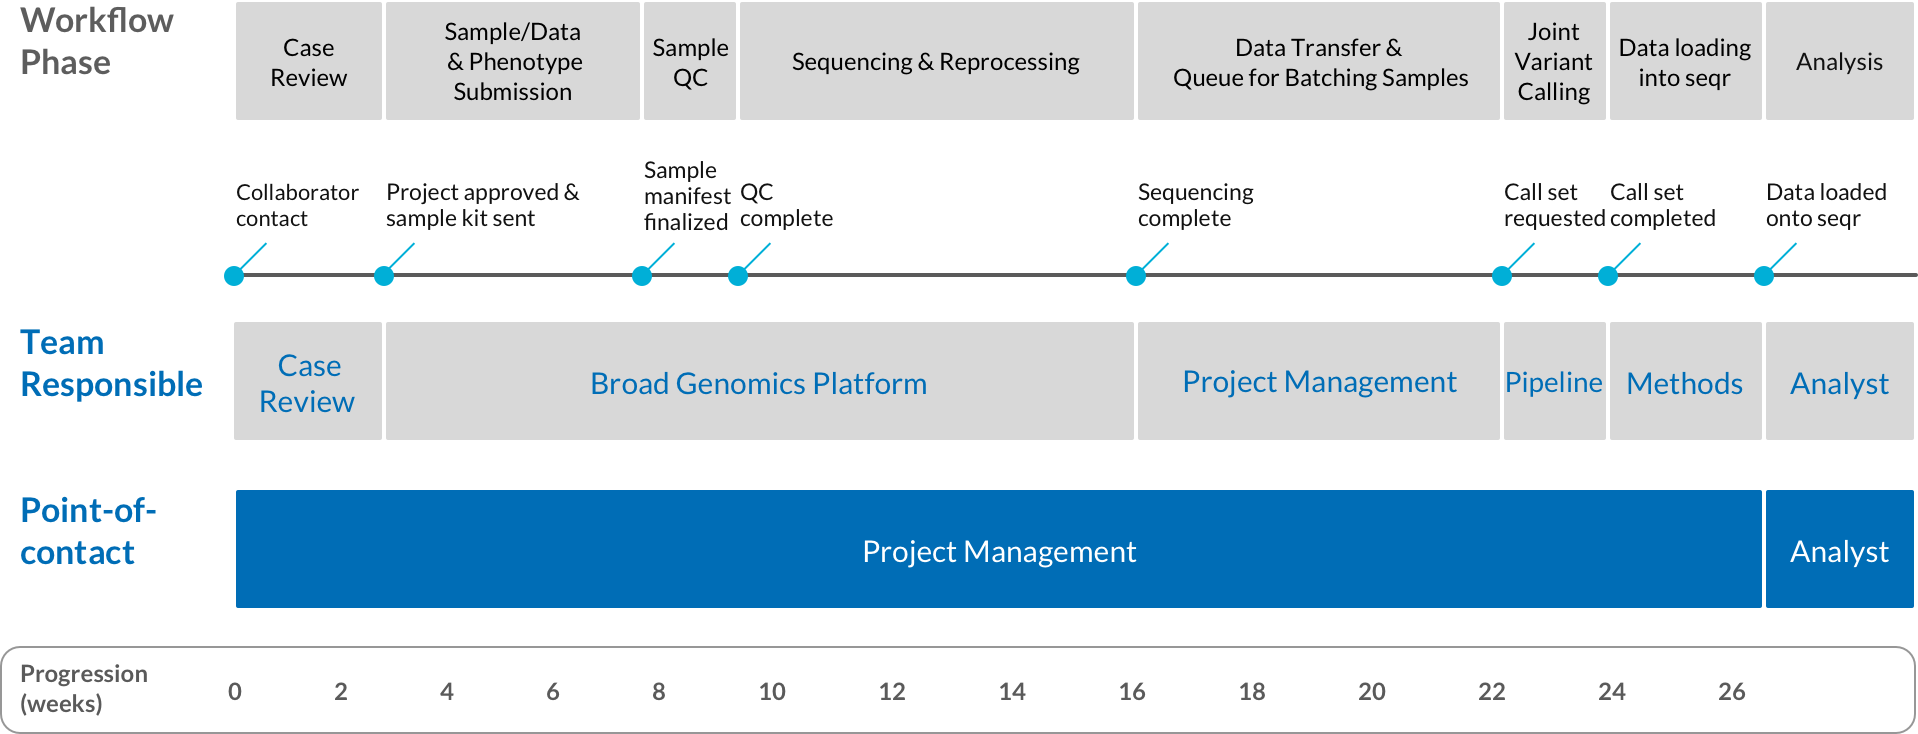 Workflow
Phase
Case
Review
Sample/Data
& Phenotype
Submission
Sample
QC
Sequencing & Reprocessing
Data Transfer &
Queue for Batching Samples
Joint
Variant
Calling
Data loading
into seqr
Analysis
Collaborator
contact
Project approved &
sample kit sent
Sample
manifest
finalized
QC
complete
Sequencing
complete
Call set
requested
Call set
completed
Data loaded
onto seqr
Team
Responsible
Case
Review
Broad Genomics Platform
Project Management
Pipeline
Methods
Analyst
Point-of-
contact
Project Management
Analyst
Progression
(weeks)
0 2 4 6 8 10 12 14 16 18 20 22 24 26